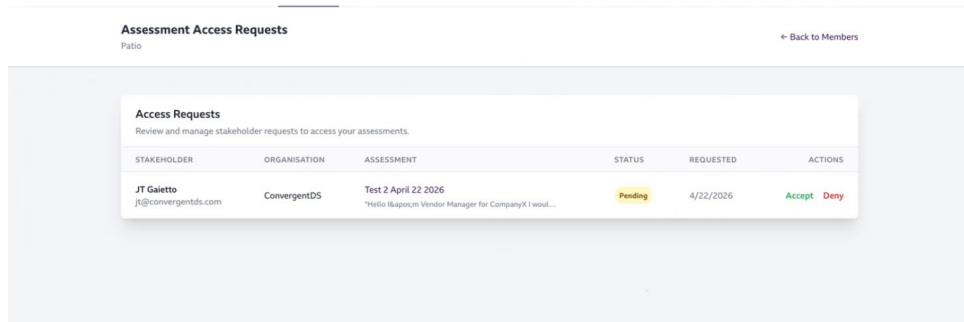 Assessment Access Requests
Patio
← Back to Members
Access Requests
Review and manage stakeholder requests to access your assessments.
STAKEHOLDER ORGANISATION ASSESSMENT STATUS REQUESTED ACTIONS
JT Gaietto ConvergentDS Test 2 April 22 2026 Pending 4/22/2026 Accept Deny
jt@convergentds.com "Hello I&apos;m Vendor Manager for CompanyX I woul...